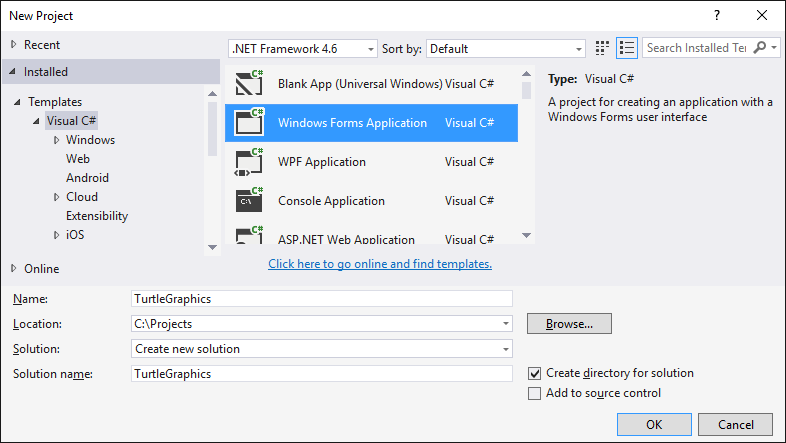 New Project
? ✕
Recent
.NET Framework 4.6 Sort by: Default
Search Installed Te
Installed
Templates
Visual C#
Windows
Web
Android
Cloud
Extensibility
iOS
Online
C# Blank App (Universal Windows) Visual C#
C# Windows Forms Application Visual C#
C# WPF Application Visual C#
C# C:\ Console Application Visual C#
C# ASP.NET Web Application Visual C#
Click here to go online and find templates.
Type: Visual C#
A project for creating an application with a
Windows Forms user interface
Name: TurtleGraphics
Location: C:\Projects
Browse...
Solution: Create new solution
Solution name: TurtleGraphics
Create directory for solution
Add to source control
OK Cancel